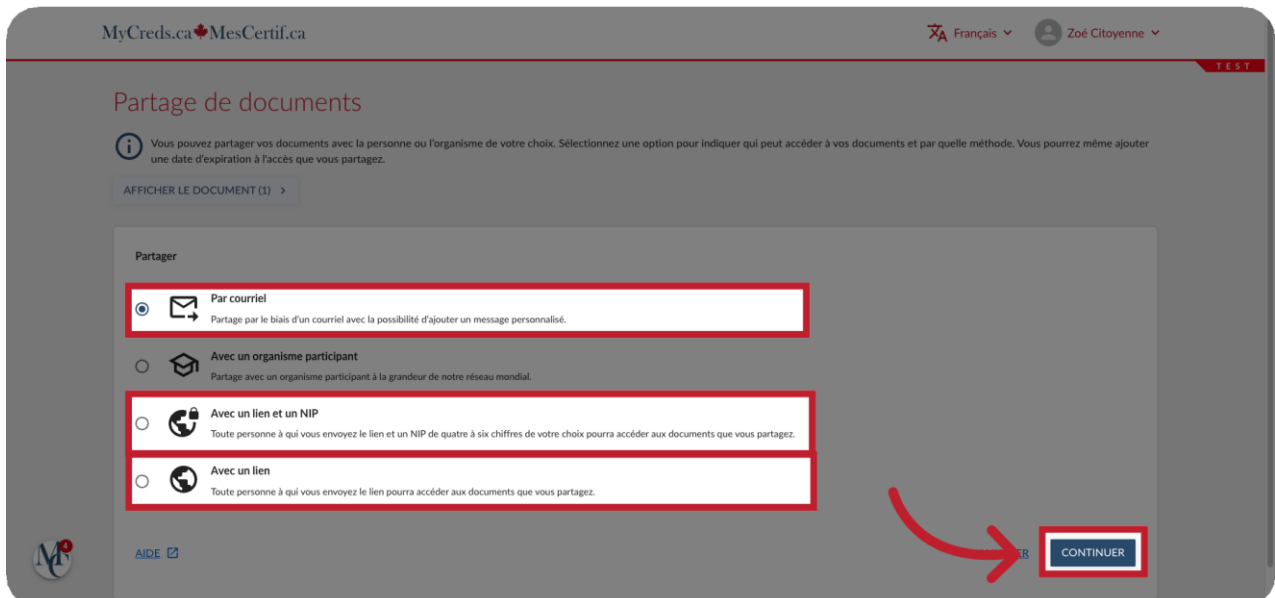 MyCreds.ca MesCertif.ca
Français
Zoé Citoyenne
TEST
Partage de documents
Vous pouvez partager vos documents avec la personne ou l'organisme de votre choix. Sélectionnez une option pour indiquer qui peut accéder à vos documents et par quelle méthode. Vous pourrez même ajouter
une date d'expiration à l'accès que vous partagez.
AFFICHER LE DOCUMENT (1)
Partager
Par courriel
Partage par le biais d'un courriel avec la possibilité d'ajouter un message personnalisé.
Avec un organisme participant
Partage avec un organisme participant à la grandeur de notre réseau mondial.
Avec un lien et un NIP
Toute personne à qui vous envoyez le lien et un NIP de quatre à six chiffres de votre choix pourra accéder aux documents que vous partagez.
Avec un lien
Toute personne à qui vous envoyez le lien pourra accéder aux documents que vous partagez.
4
AIDE
CONTINUER